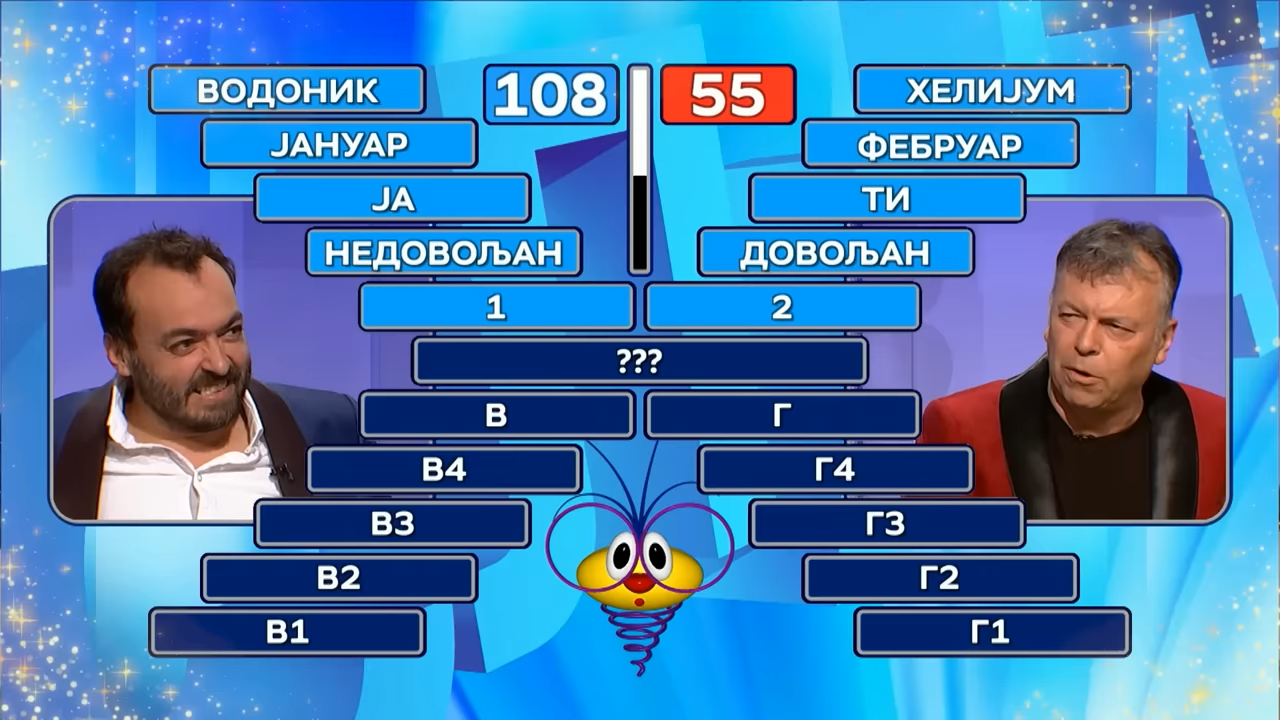 ВОДОНИК
108
55
ХЕЛИЈУМ
ЈАНУАР
ФЕБРУАР
ЈА
ТИ
НЕДОВОЉАН
ДОВОЉАН
1
2
???
В
Г
В4
Г4
В3
Г3
В2
Г2
В1
Г1